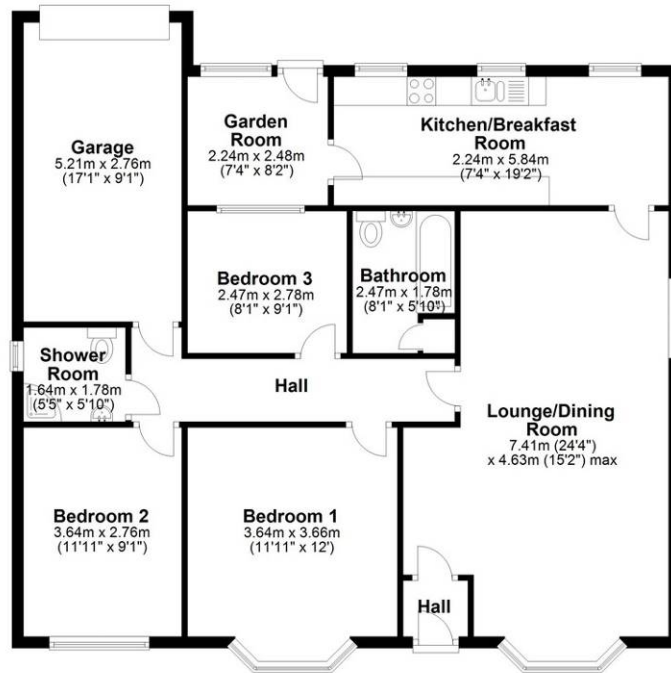 Garage
5.21m x 2.76m
(17'1" x 9'1")
Garden
Room
2.24m x 2.48m
(7'4" x 8'2")
Kitchen/Breakfast
Room
2.24m x 5.84m
(7'4" x 19'2")
Bedroom 3
2.47m x 2.78m
(8'1" x 9'1")
Bathroom
2.47m x 1.78m
(8'1" x 5'10")
Shower
Room
1.64m x 1.78m
(5'5" x 5'10")
Hall
Lounge/Dining
Room
7.41m (24'4")
x 4.63m (15'2") max
Bedroom 2
3.64m x 2.76m
(11'11" x 9'1")
Bedroom 1
3.64m x 3.66m
(11'11" x 12')
Hall